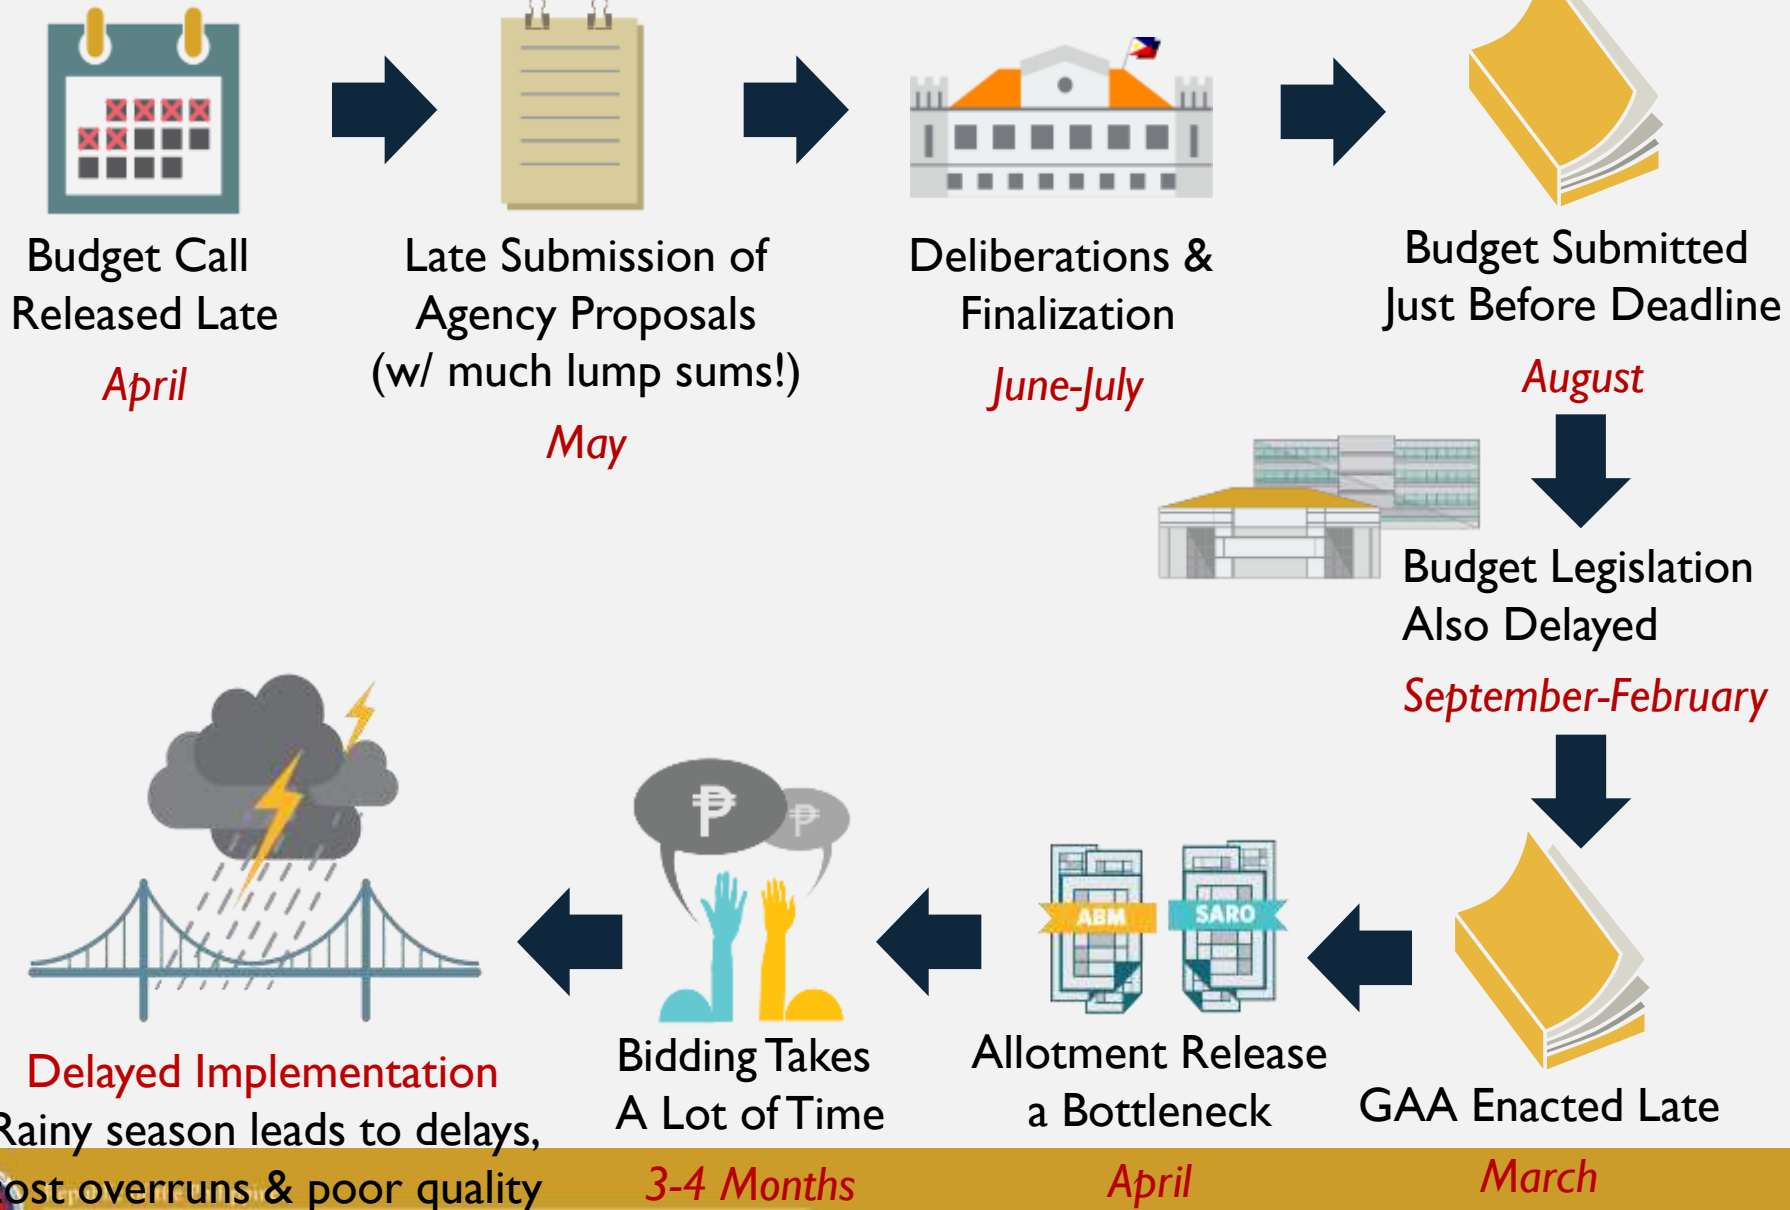 Budget Call
Released Late
April
Late Submission of
Agency Proposals
(w/ much lump sums!)
May
Deliberations &
Finalization
June-July
Budget Submitted
Just Before Deadline
August
Budget Legislation
Also Delayed
September-February
GAA Enacted Late
March
ABM
SARO
Allotment Release
a Bottleneck
April
₱ ₱
Bidding Takes
A Lot of Time
3-4 Months
Delayed Implementation
Rainy season leads to delays,
cost overruns & poor quality